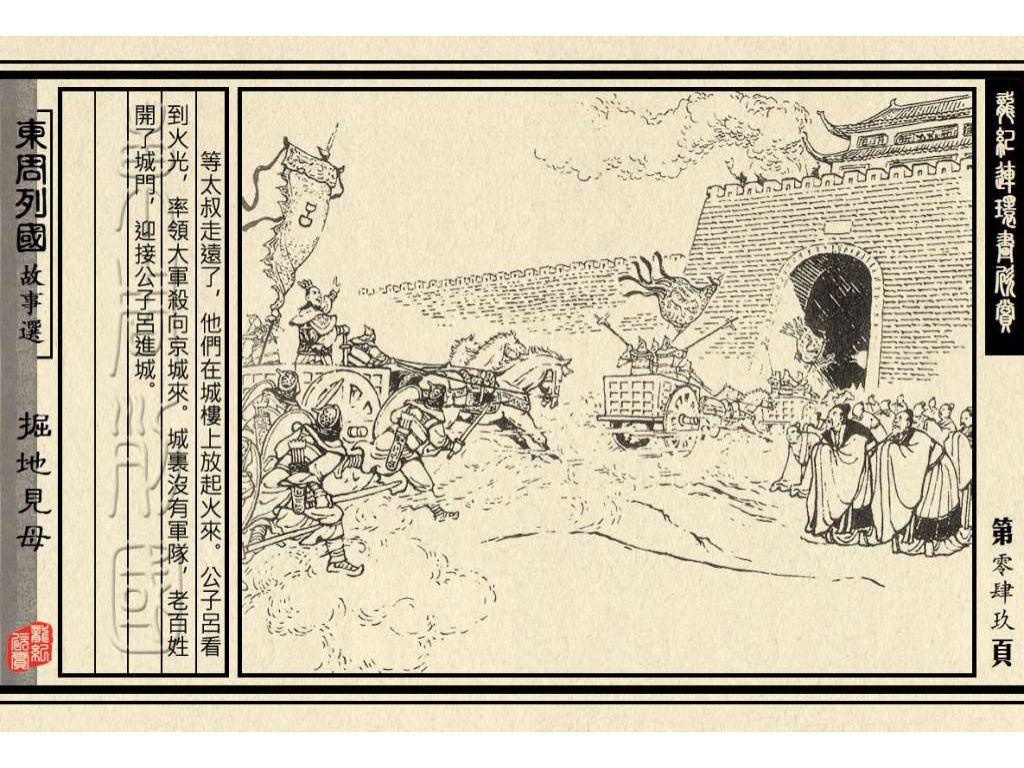 龍紀連環畫欣賞
第零肆玖頁
呂
等太叔走遠了，他們在城樓上放起火來。公子呂看
到火光，率領大軍殺向京城來。城裏沒有軍隊，老百姓
開了城門，迎接公子呂進城。
東周列國
故事選
掘地見母